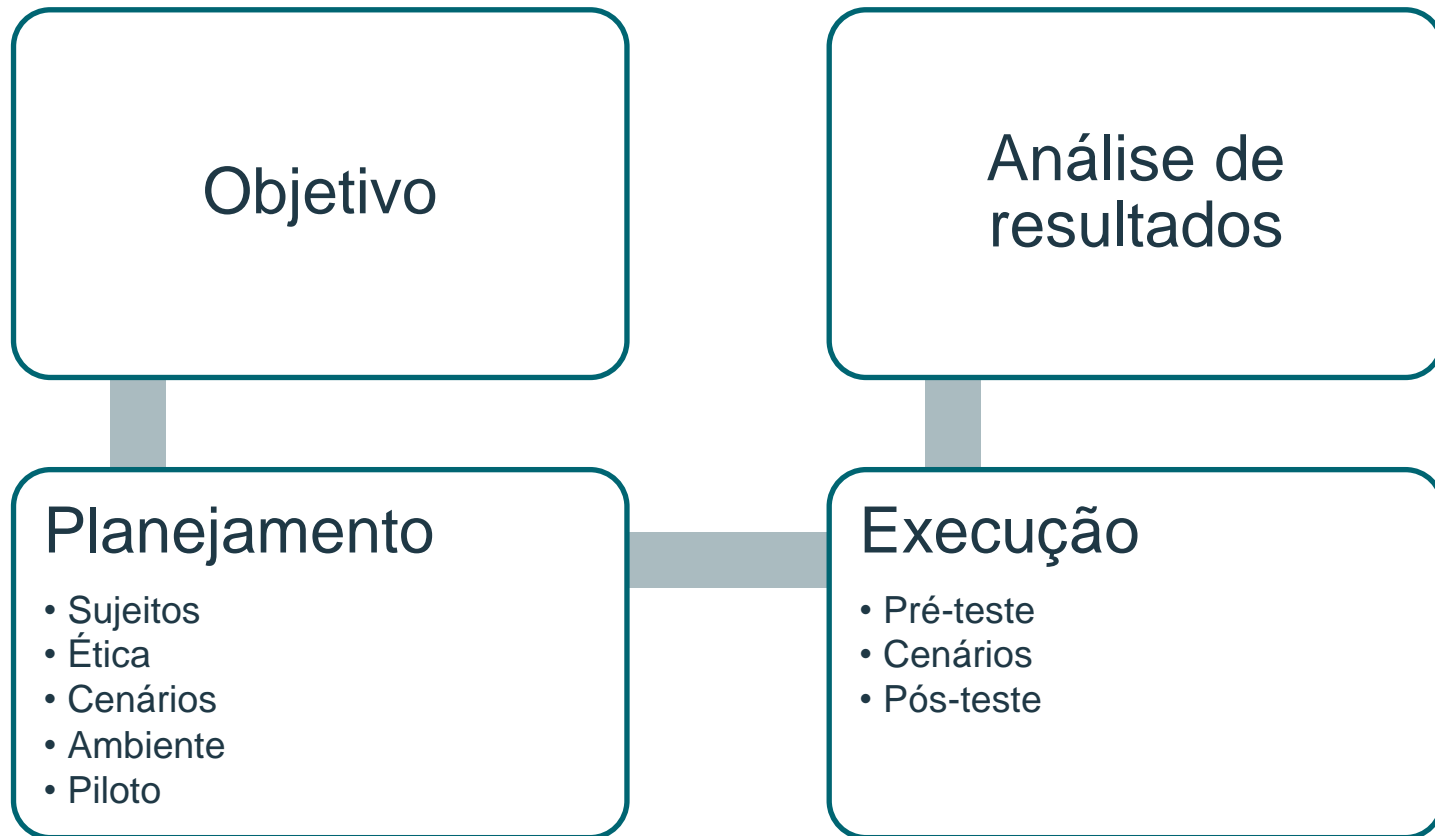 Objetivo
Análise de
resultados
Planejamento
• Sujeitos
• Ética
• Cenários
• Ambiente
• Piloto
Execução
• Pré-teste
• Cenários
• Pós-teste